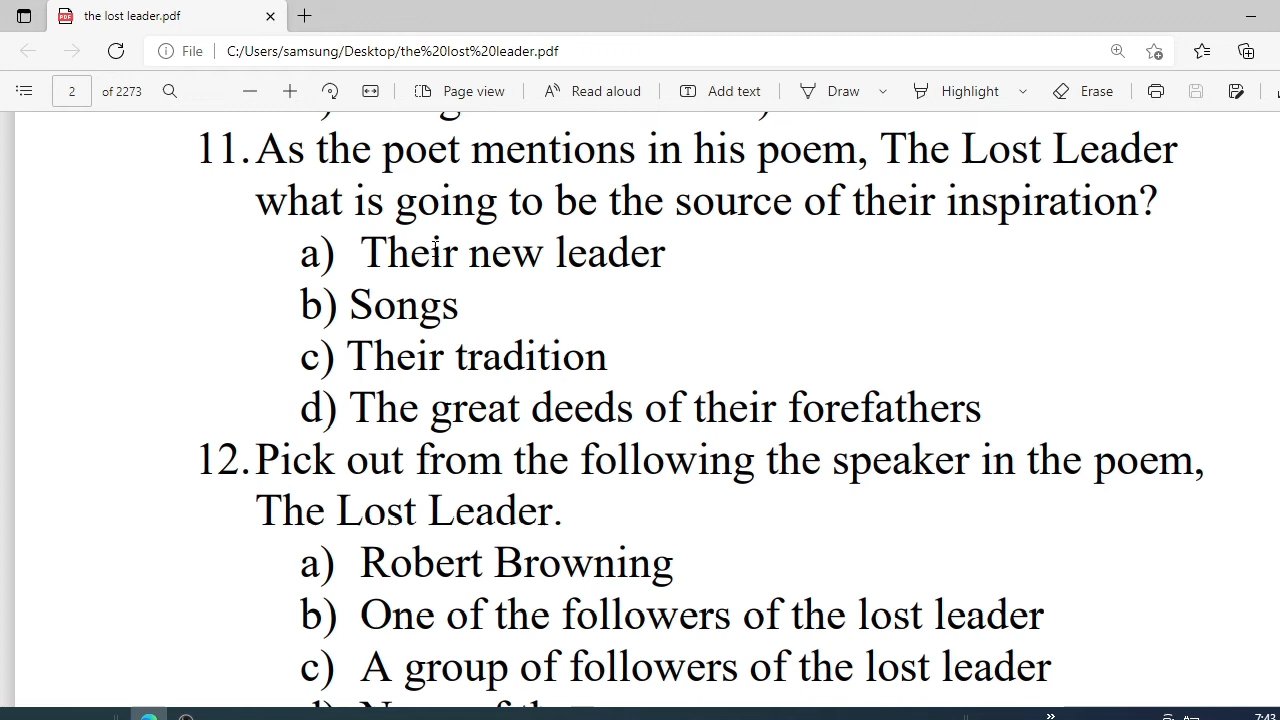 the lost leader.pdf
File C:/Users/samsung/Desktop/the%20lost%20leader.pdf
2 of 2273 Page view Read aloud Add text Draw Highlight Erase
11. As the poet mentions in his poem, The Lost Leader
what is going to be the source of their inspiration?
a) Their new leader
b) Songs
c) Their tradition
d) The great deeds of their forefathers
12. Pick out from the following the speaker in the poem,
The Lost Leader.
a) Robert Browning
b) One of the followers of the lost leader
c) A group of followers of the lost leader